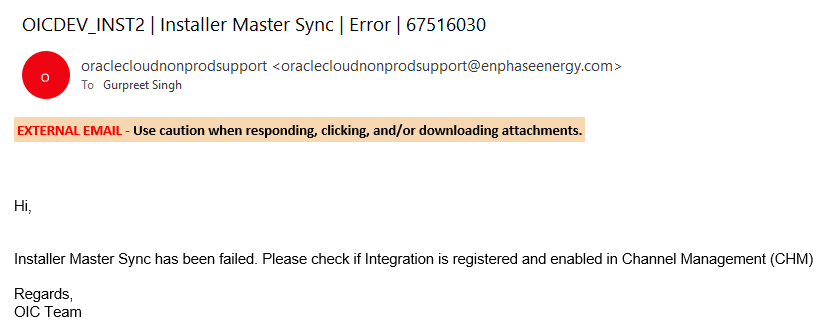 OICDEV_INST2 | Installer Master Sync | Error | 67516030
o
oraclecloudnonprodsupport <oraclecloudnonprodsupport@enphaseenergy.com>
To Gurpreet Singh
EXTERNAL EMAIL - Use caution when responding, clicking, and/or downloading attachments.
Hi,
Installer Master Sync has been failed. Please check if Integration is registered and enabled in Channel Management (CHM)
Regards,
OIC Team